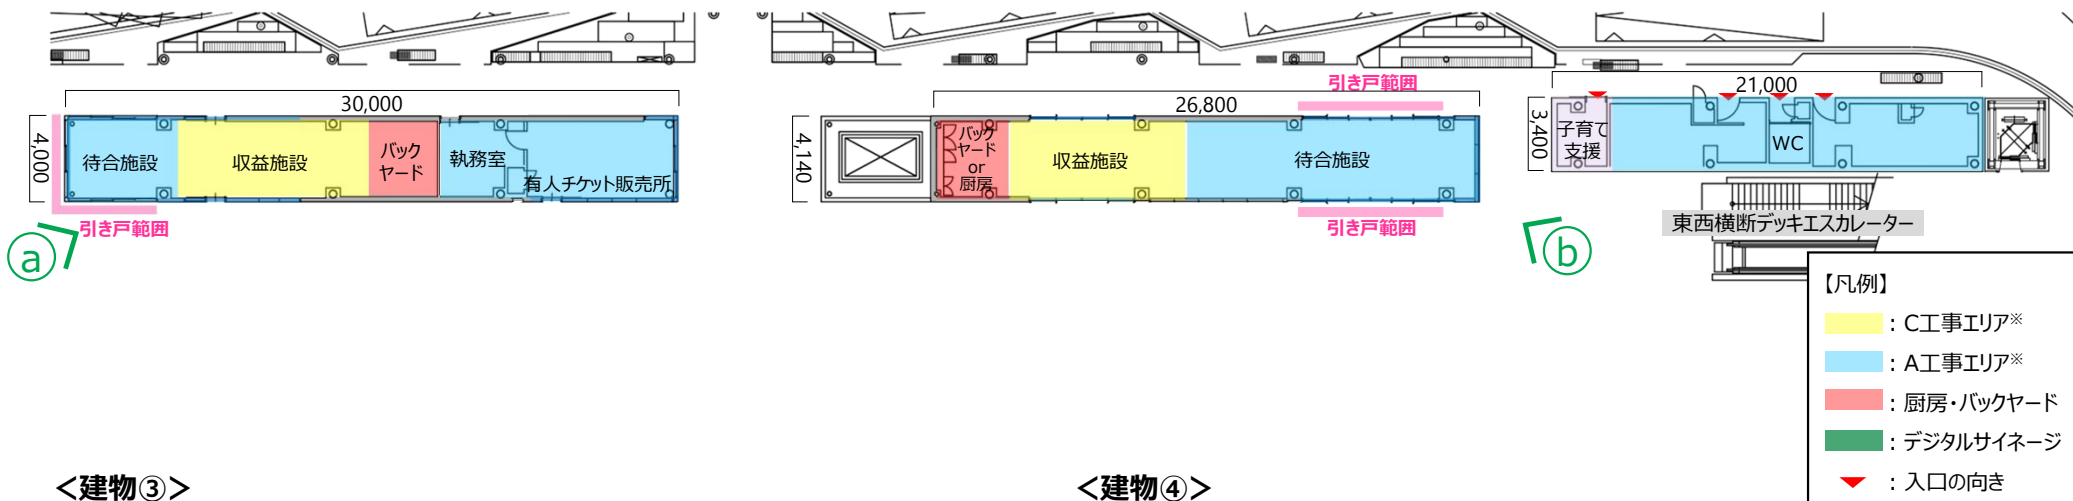 引き戸範囲
30,000
26,800
21,000
4,000
待合施設
収益施設
バック
ヤード
執務室
有人チケット販売所
4,140
バック
ヤード
or
厨房
収益施設
待合施設
3,400
子育て
支援
WC
引き戸範囲
引き戸範囲
東西横断デッキエスカレーター
a
b
【凡例】
：C工事エリア※
：A工事エリア※
：厨房・バックヤード
：デジタルサイネージ
：入口の向き
＜建物③＞
＜建物④＞